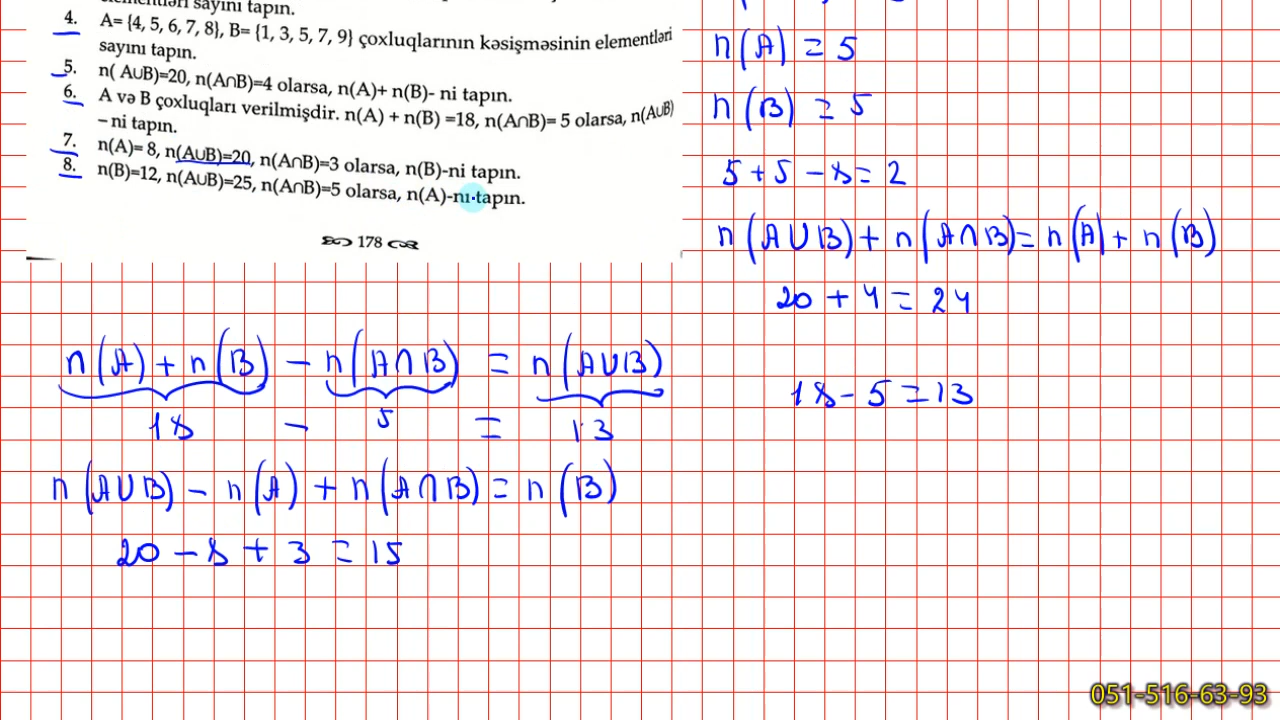 sayını tapın.
4. A= {4, 5, 6, 7, 8}, B= {1, 3, 5, 7, 9} çoxluqlarının kəsişməsinin elementləri
sayını tapın.
5. n( A∪B)=20, n(A∩B)=4 olarsa, n(A)+ n(B)- ni tapın.
6. A və B çoxluqları verilmişdir. n(A) + n(B) =18, n(A∩B)= 5 olarsa, n(A∪B)
– ni tapın.
7. n(A)= 8, n(A∪B)=20, n(A∩B)=3 olarsa, n(B)-ni tapın.
8. n(B)=12, n(A∪B)=25, n(A∩B)=5 olarsa, n(A)-nı tapın.
178
n(A) = 5
n(B) = 5
5 + 5 - 8 = 2
n(A∪B) + n(A∩B) = n(A) + n(B)
20 + 4 = 24
18 - 5 = 13
n(A) + n(B) - n(A∩B) = n(A∪B)
18 - 5 = 13
n(A∪B) - n(A) + n(A∩B) = n(B)
20 - 8 + 3 = 15
051-516-63-93